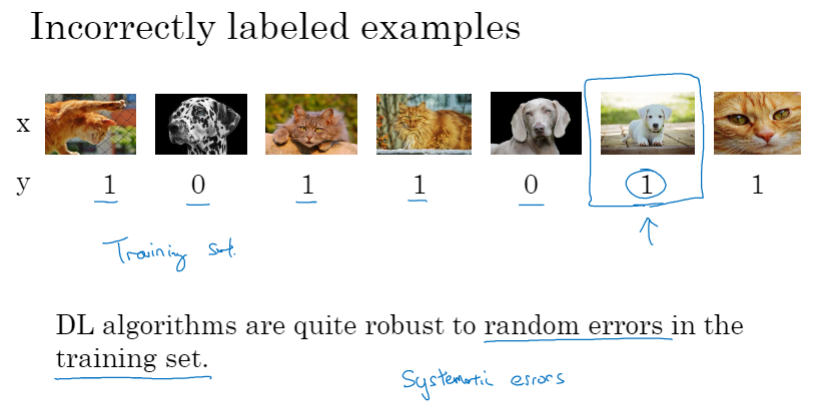 Incorrectly labeled examples
x
y 1 0 1 1 0 1 1
Training set.
DL algorithms are quite robust to random errors in the
training set.
Systematic errors